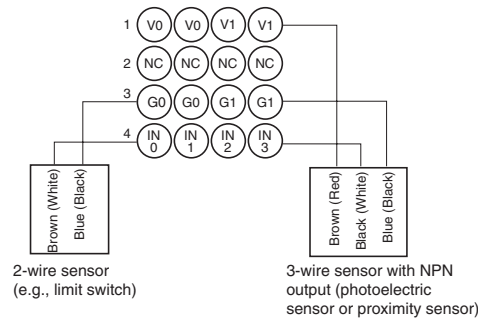 1 V0 V0 V1 V1
2 NC NC NC NC
3 G0 G0 G1 G1
4 IN 0 IN 1 IN 2 IN 3
Brown (White)
Blue (Black)
Brown (Red)
Black (White)
Blue (Black)
2-wire sensor
(e.g., limit switch)
3-wire sensor with NPN
output (photoelectric
sensor or proximity sensor)